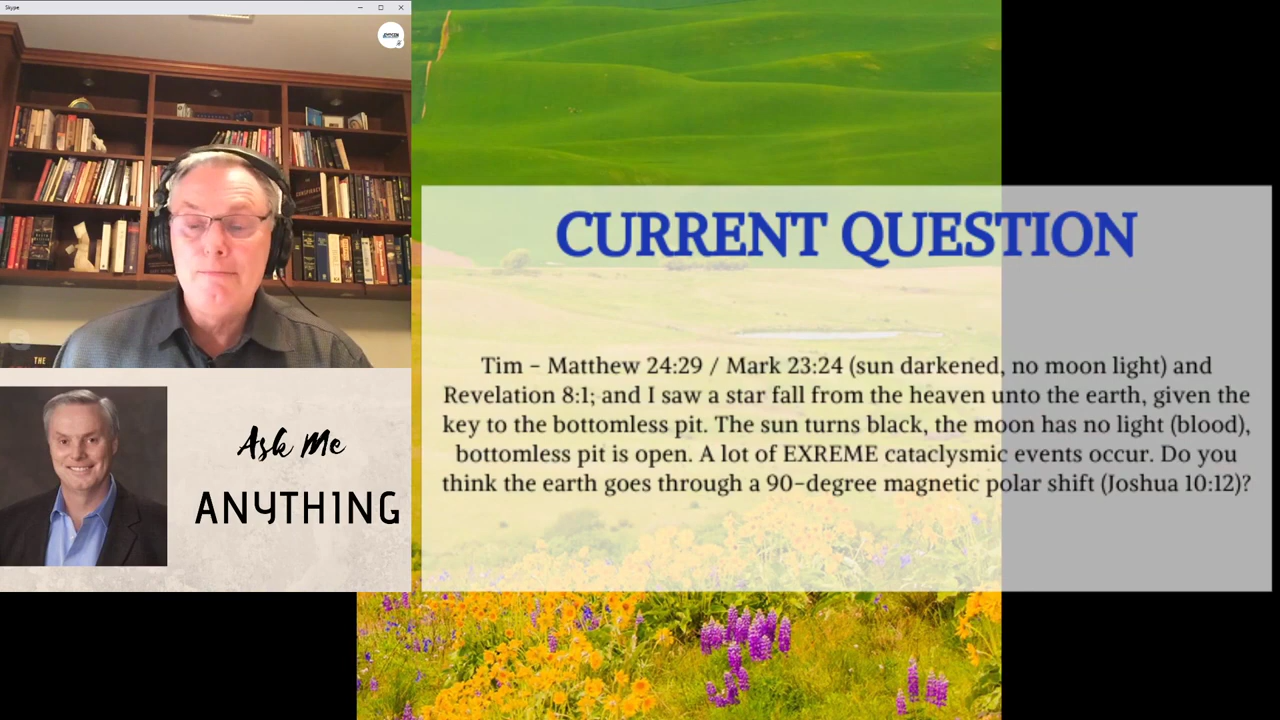 Skype
THE
CONSPIRACY
Ask Me
ANYTHING
CURRENT QUESTION
Tim – Matthew 24:29 / Mark 23:24 (sun darkened, no moon light) and
Revelation 8:1; and I saw a star fall from the heaven unto the earth, given the
key to the bottomless pit. The sun turns black, the moon has no light (blood),
bottomless pit is open. A lot of EXREME cataclysmic events occur. Do you
think the earth goes through a 90-degree magnetic polar shift (Joshua 10:12)?